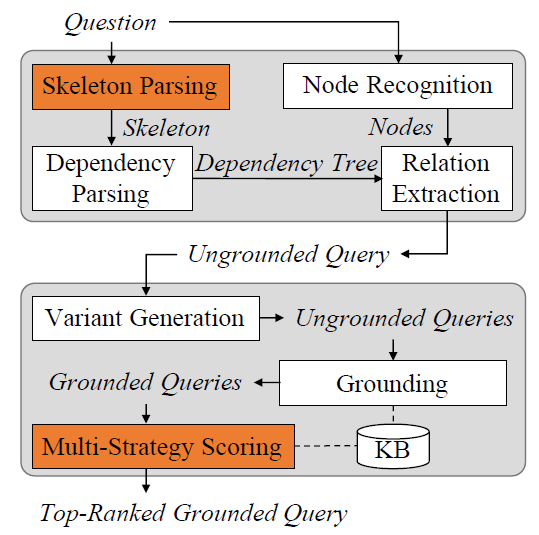 Question
Skeleton Parsing
Node Recognition
Skeleton
Nodes
Dependency
Parsing
Dependency Tree
Relation
Extraction
Ungrounded Query
Variant Generation
Ungrounded Queries
Grounded Queries
Grounding
Multi-Strategy Scoring
KB
Top-Ranked Grounded Query